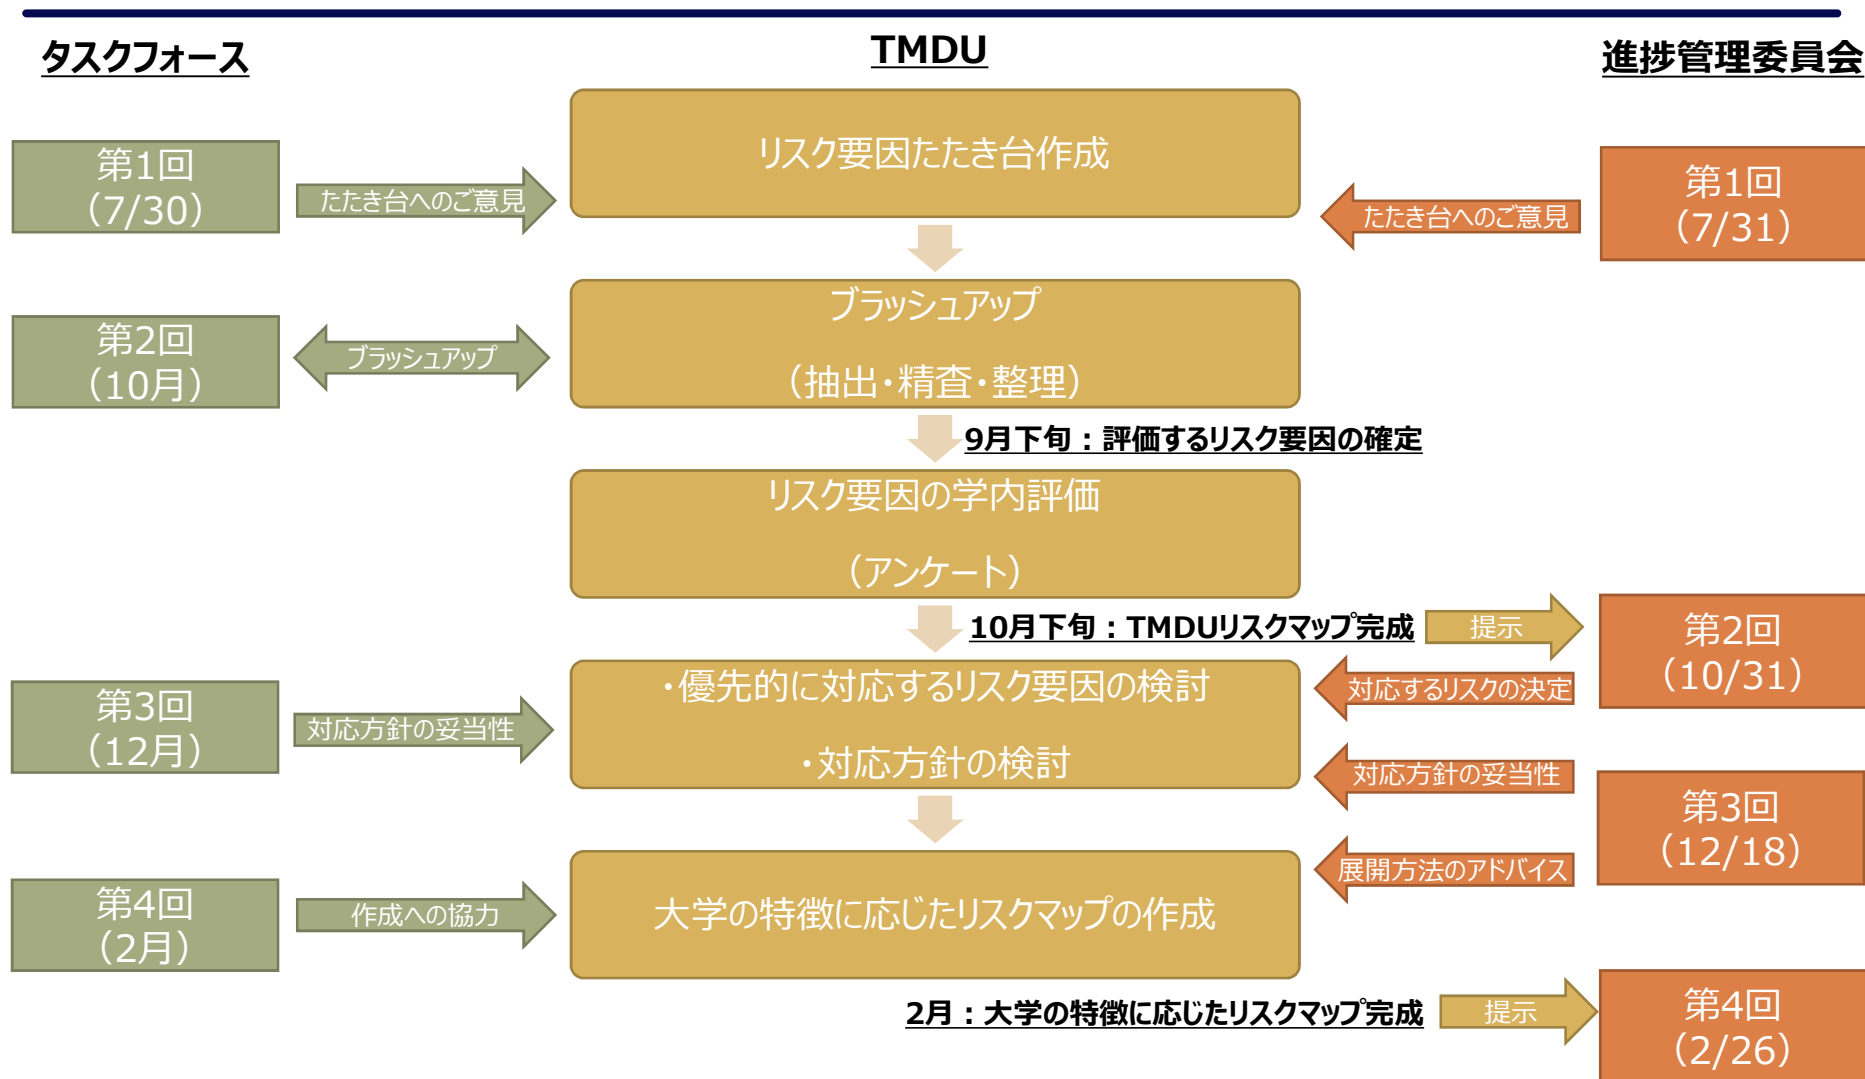 タスクフォース
TMDU
進捗管理委員会
リスク要因たたき台作成
第1回
（7/30）
たたき台へのご意見
たたき台へのご意見
第1回
（7/31）
ブラッシュアップ
（抽出・精査・整理）
第2回
（10月）
ブラッシュアップ
9月下旬：評価するリスク要因の確定
リスク要因の学内評価
（アンケート）
10月下旬：TMDUリスクマップ完成
提示
第2回
（10/31）
・優先的に対応するリスク要因の検討
・対応方針の検討
対応するリスクの決定
第3回
（12月）
対応方針の妥当性
対応方針の妥当性
第3回
（12/18）
展開方法のアドバイス
大学の特徴に応じたリスクマップの作成
第4回
（2月）
作成への協力
2月：大学の特徴に応じたリスクマップ完成
提示
第4回
（2/26）